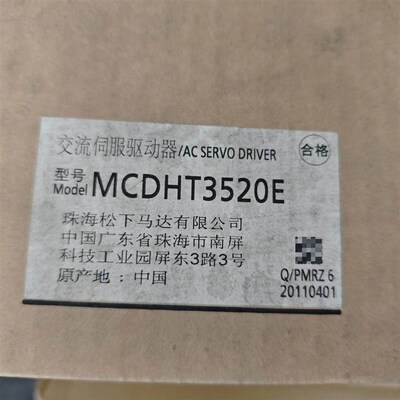 交流伺服驱动器/AC SERVO DRIVER
合格
型号
Model MCDHT3520E
珠海松下马达有限公司
中国广东省珠海市南屏
科技工业园屏东3路3号
原产地：中国
Q/PMRZ 6
20110401